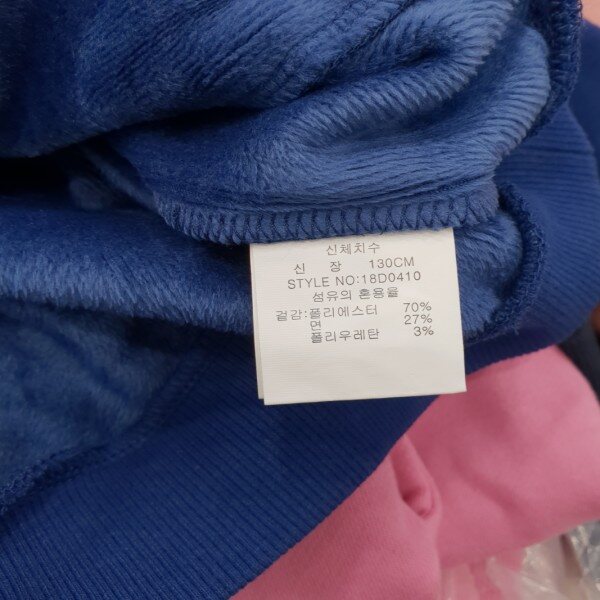 신체치수
신 장 130CM
STYLE NO:18D0410
섬유의 혼용율
겉감:폴리에스터 70%
면 27%
폴리우레탄 3%